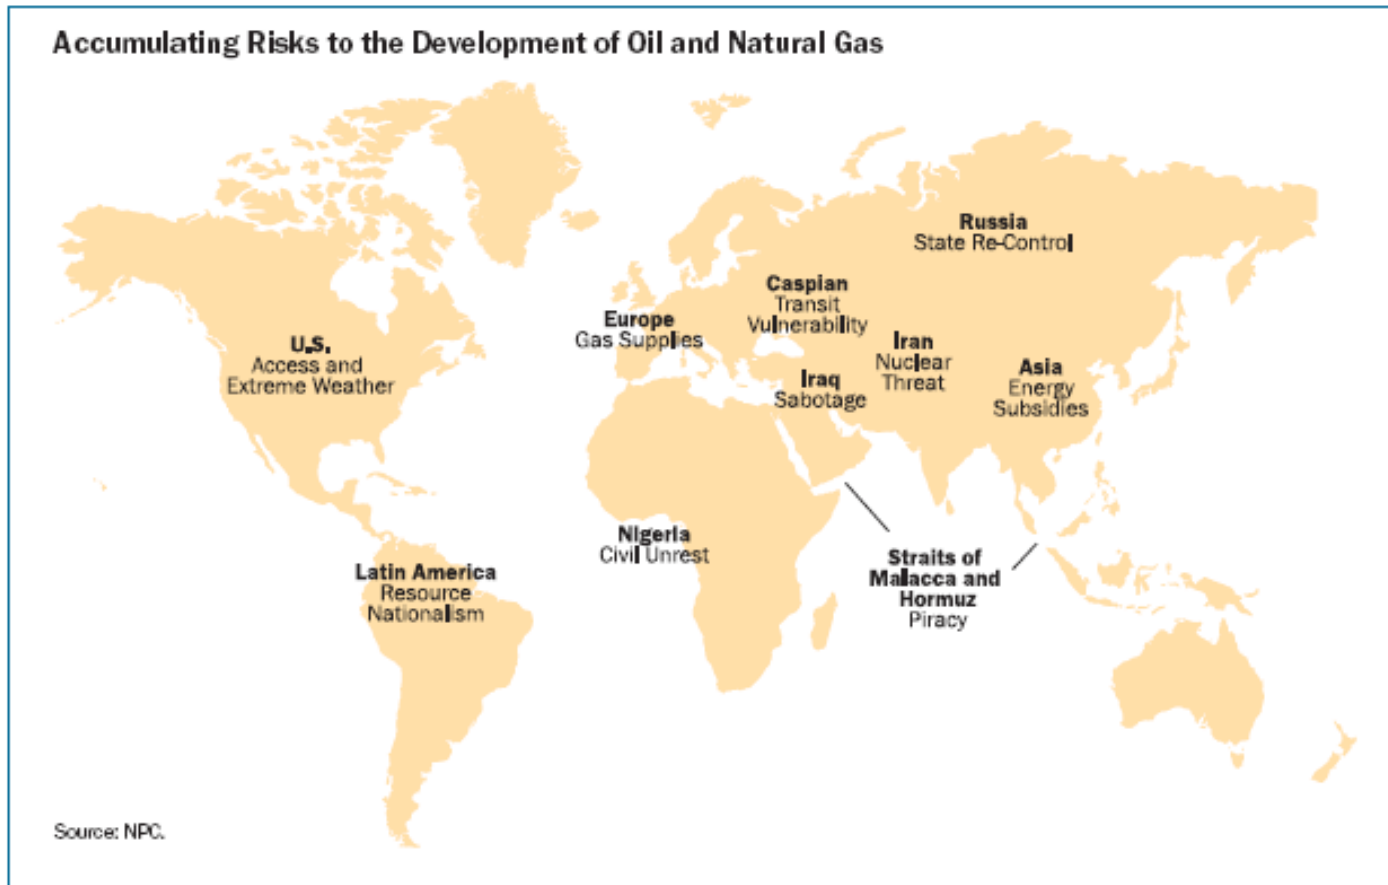 Accumulating Risks to the Development of Oil and Natural Gas
Russia
State Re-Control
Caspian
Transit
Vulnerability
Europe
Gas Supplies
U.S.
Access and
Extreme Weather
Iran
Nuclear
Threat
Iraq
Sabotage
Asia
Energy
Subsidies
Nigeria
Civil Unrest
Latin America
Resource
Nationalism
Straits of
Malacca and
Hormuz
Piracy
Source: NPC.